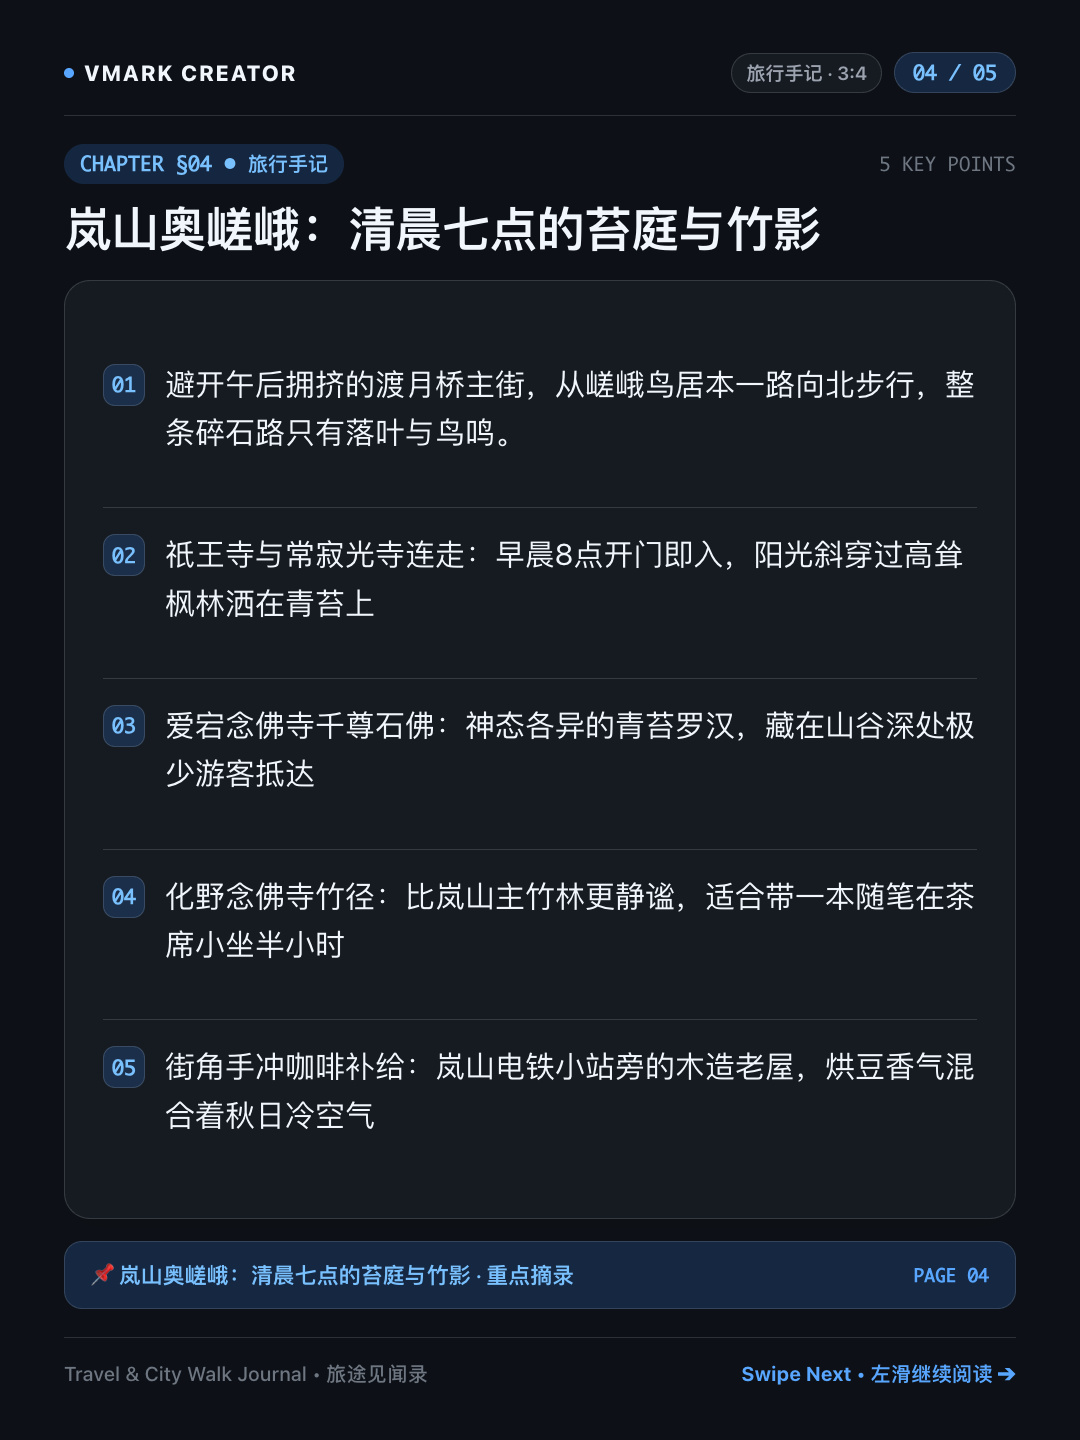 VMARK CREATOR
旅行手记 · 3:4
04 / 05
CHAPTER §04 ● 旅行手记
5 KEY POINTS
岚山奥嵯峨：清晨七点的苔庭与竹影
01 避开午后拥挤的渡月桥主街，从嵯峨鸟居本一路向北步行，整
条碎石路只有落叶与鸟鸣。
02 祇王寺与常寂光寺连走：早晨8点开门即入，阳光斜穿过高耸
枫林洒在青苔上
03 爱宕念佛寺千尊石佛：神态各异的青苔罗汉，藏在山谷深处极
少游客抵达
04 化野念佛寺竹径：比岚山主竹林更静谧，适合带一本随笔在茶
席小坐半小时
05 街角手冲咖啡补给：岚山电铁小站旁的木造老屋，烘豆香气混
合着秋日冷空气
📌 岚山奥嵯峨：清晨七点的苔庭与竹影 · 重点摘录
PAGE 04
Travel & City Walk Journal • 旅途见闻录
Swipe Next • 左滑继续阅读 ➔